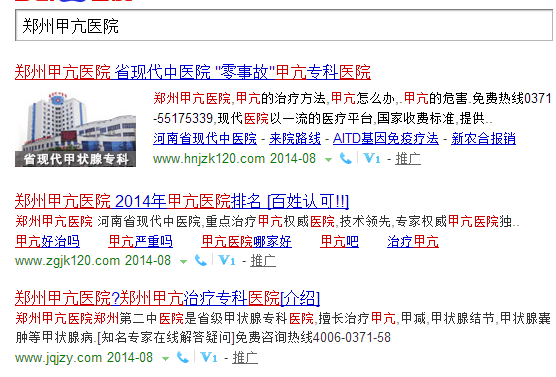 郑州甲亢医院
郑州甲亢医院 省现代中医院 "零事故"甲亢专科医院
郑州甲亢医院,甲亢的治疗方法,甲亢怎么办,..甲亢的危害.免费热线0371
-55175339,现代医院以一流的医疗平台,国家收费标准,提供..
河南省现代中医院 - 来院路线 - AITD基因免疫疗法 - 新农合报销
省现代甲状腺专科
www.hnjzk120.com 2014-08 V1 - 推广
郑州甲亢医院 2014年甲亢医院排名 [百姓认可!!]
郑州甲亢医院 河南省现代中医院,重点治疗甲亢权威医院,技术领先,专家权威甲亢医院独..
甲亢好治吗 甲亢严重吗 甲亢医院哪家好 甲亢吧 治疗甲亢
www.zgjk120.com 2014-08 V1 - 推广
郑州甲亢医院?郑州甲亢治疗专科医院[介绍]
郑州甲亢医院郑州第二中医院是省级甲状腺专科医院,擅长治疗甲亢,甲减,甲状腺结节,甲状腺囊
肿等甲状腺病.[知名专家在线解答疑问]免费咨询热线4006-0371-58
www.jqjzy.com 2014-08 V1 - 推广